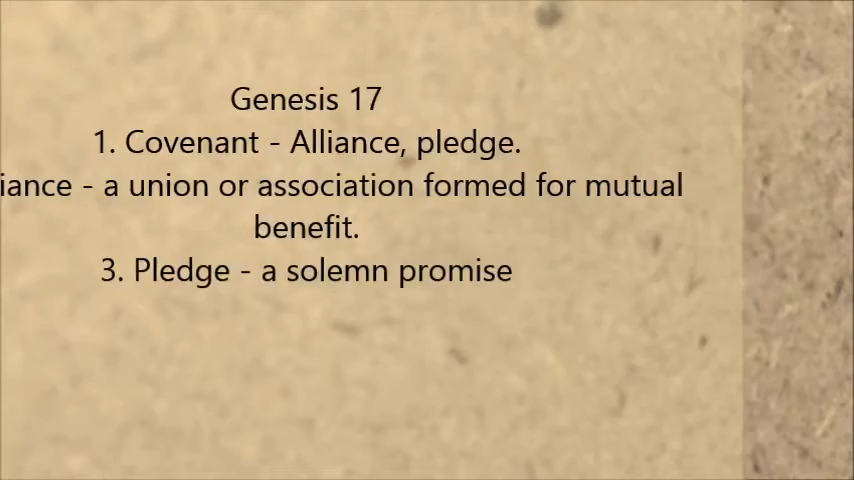 Genesis 17
1. Covenant - Alliance, pledge.
iance - a union or association formed for mutual
benefit.
3. Pledge - a solemn promise